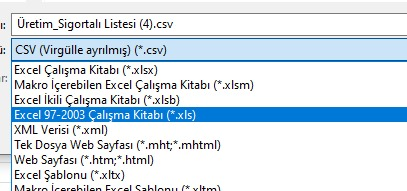 ı: Üretim_Sigortalı Listesi (4).csv
ü: CSV (Virgülle ayrılmış) (*.csv)
ar: Excel Çalışma Kitabı (*.xlsx)
Makro İçerebilen Excel Çalışma Kitabı (*.xlsm)
Excel İkili Çalışma Kitabı (*.xlsb)
Excel 97-2003 Çalışma Kitabı (*.xls)
XML Verisi (*.xml)
Tek Dosya Web Sayfası (*.mht;*.mhtml)
Web Sayfası (*.htm;*.html)
Excel Şablonu (*.xltx)
Makro İçerebilen Excel Şablonu (*.xltm)